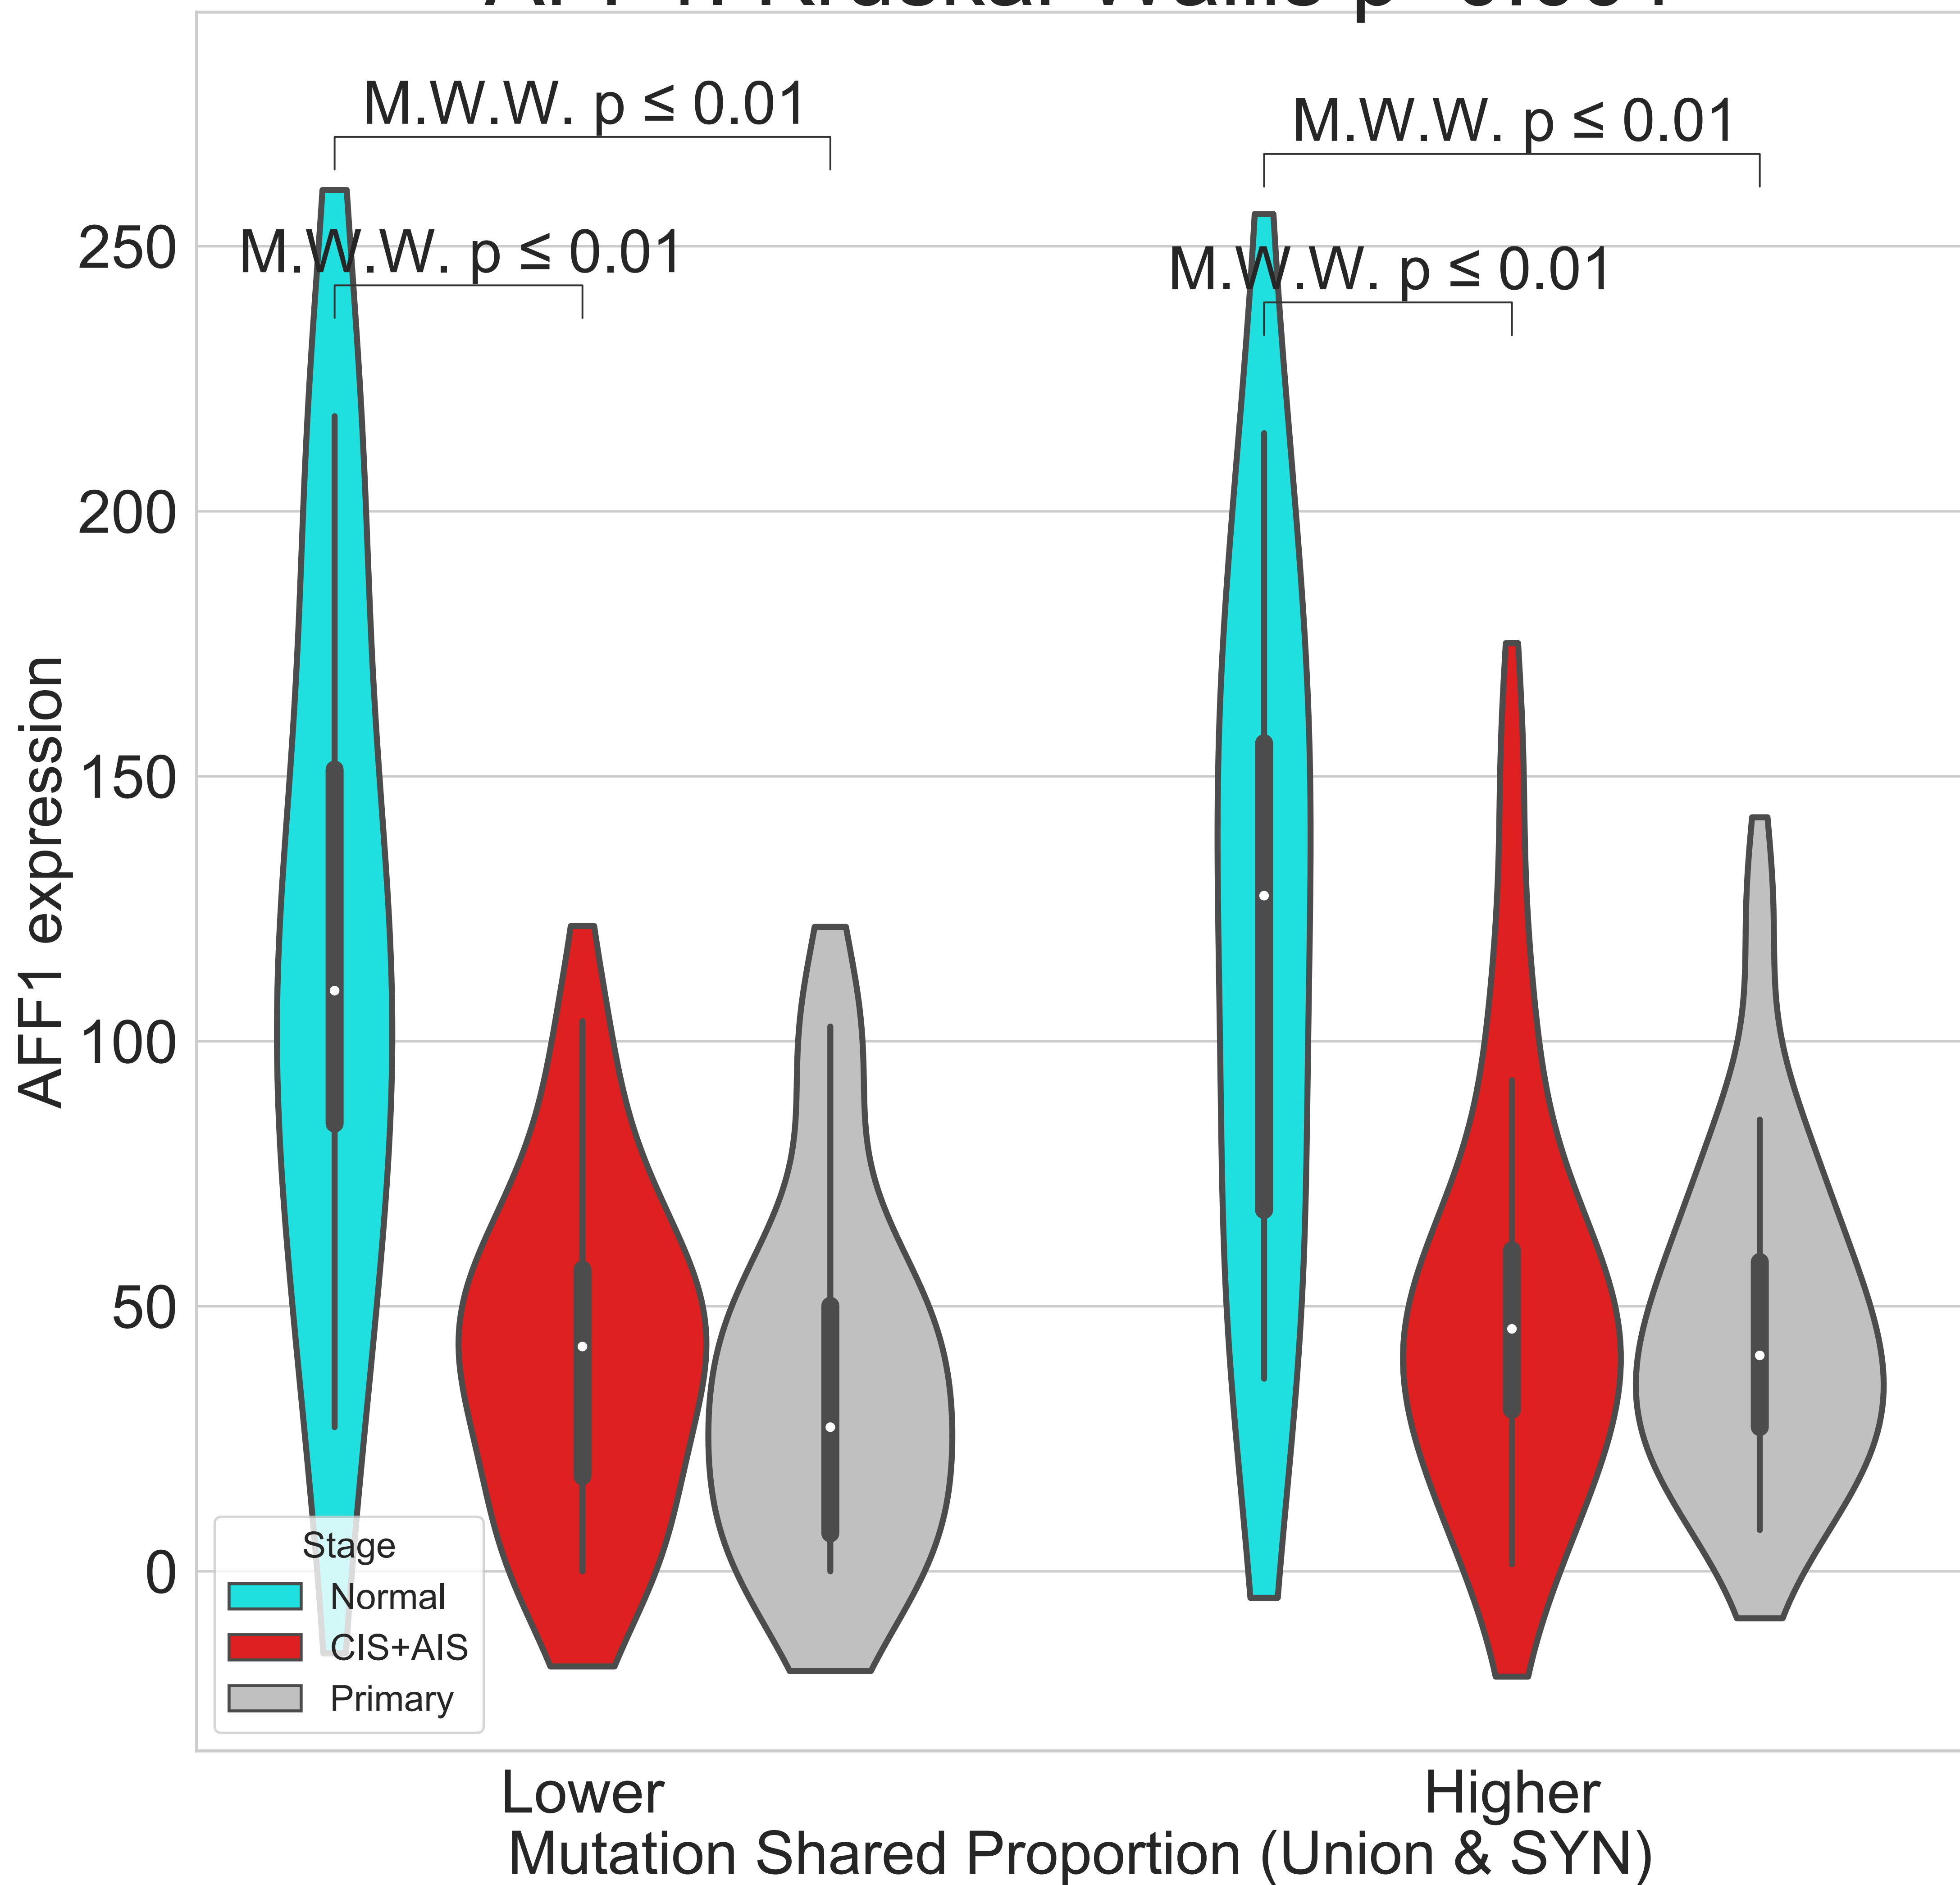 M.W.W. p ≤ 0.01
M.W.W. p ≤ 0.01
M.W.W. p ≤ 0.01
M.W.W. p ≤ 0.01
AFF1 expression
250
200
150
100
50
0
Stage
Normal
CIS+AIS
Primary
Lower
Higher
Mutation Shared Proportion (Union & SYN)